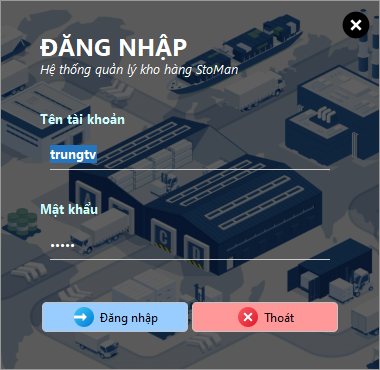 ĐĂNG NHẬP
Hệ thống quản lý kho hàng StoMan
Tên tài khoản
trungtv
Mật khẩu
•••••
Đăng nhập
Thoát